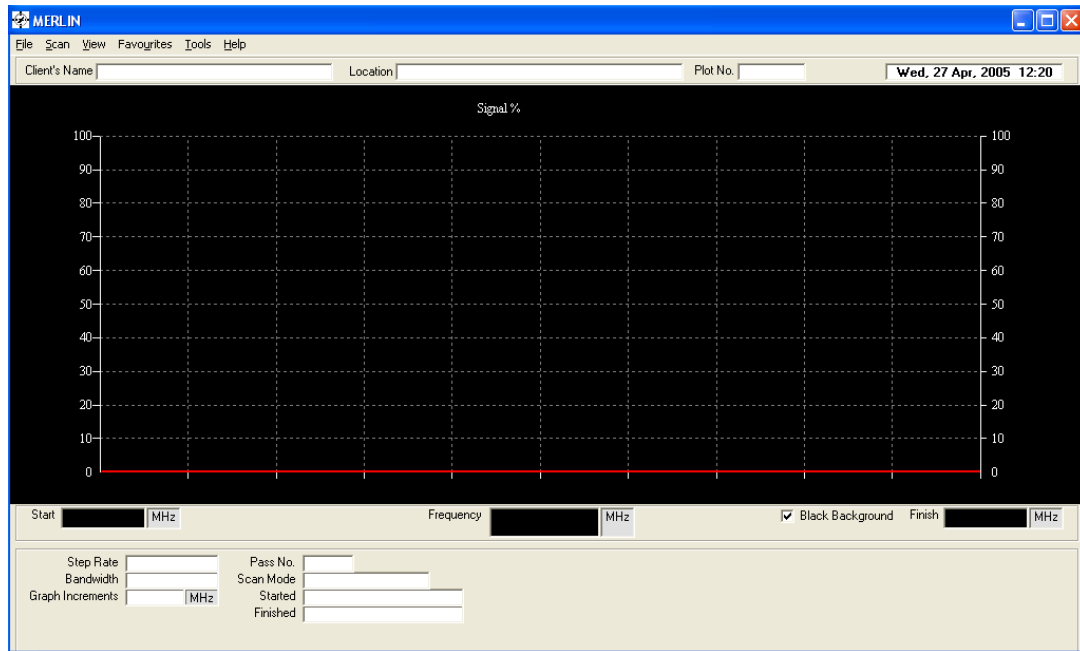 MERLIN
File Scan View Favourites Tools Help
Client's Name Location Plot No. Wed, 27 Apr, 2005 12:20
Signal %
100 100
90 90
80 80
70 70
60 60
50 50
40 40
30 30
20 20
10 10
0 0
Start MHz Frequency MHz Black Background Finish MHz
Step Rate Pass No.
Bandwidth Scan Mode
Graph Increments MHz Started
Finished